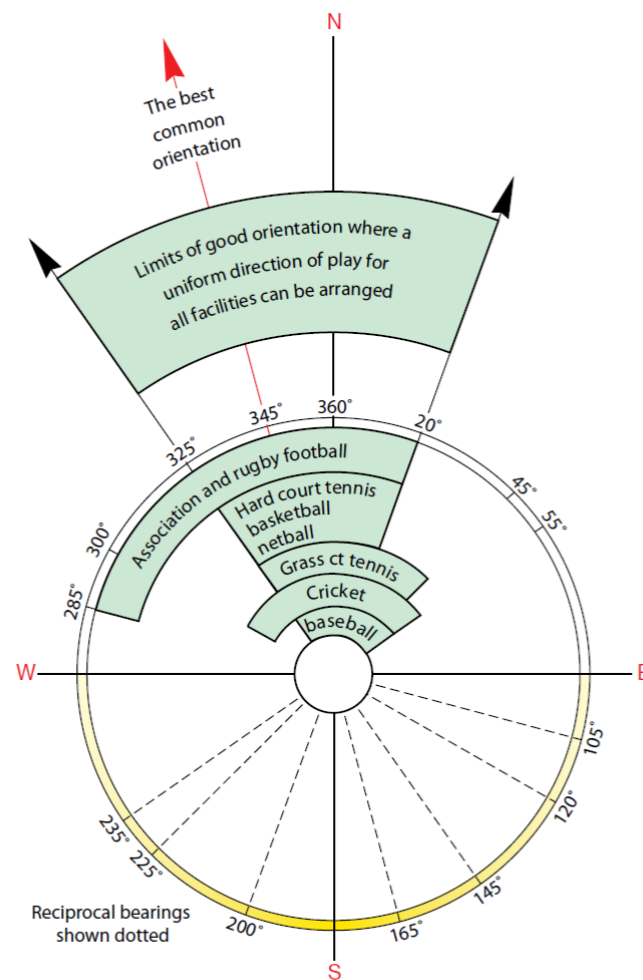 N
The best
common
orientation
Limits of good orientation where a
uniform direction of play for
all facilities can be arranged
325°
345°
360°
20°
45°
55°
300°
285°
Association and rugby football
Hard court tennis
basketball
netball
Grass ct tennis
Cricket
baseball
W
E
105°
120°
145°
165°
200°
225°
235°
Reciprocal bearings
shown dotted
S